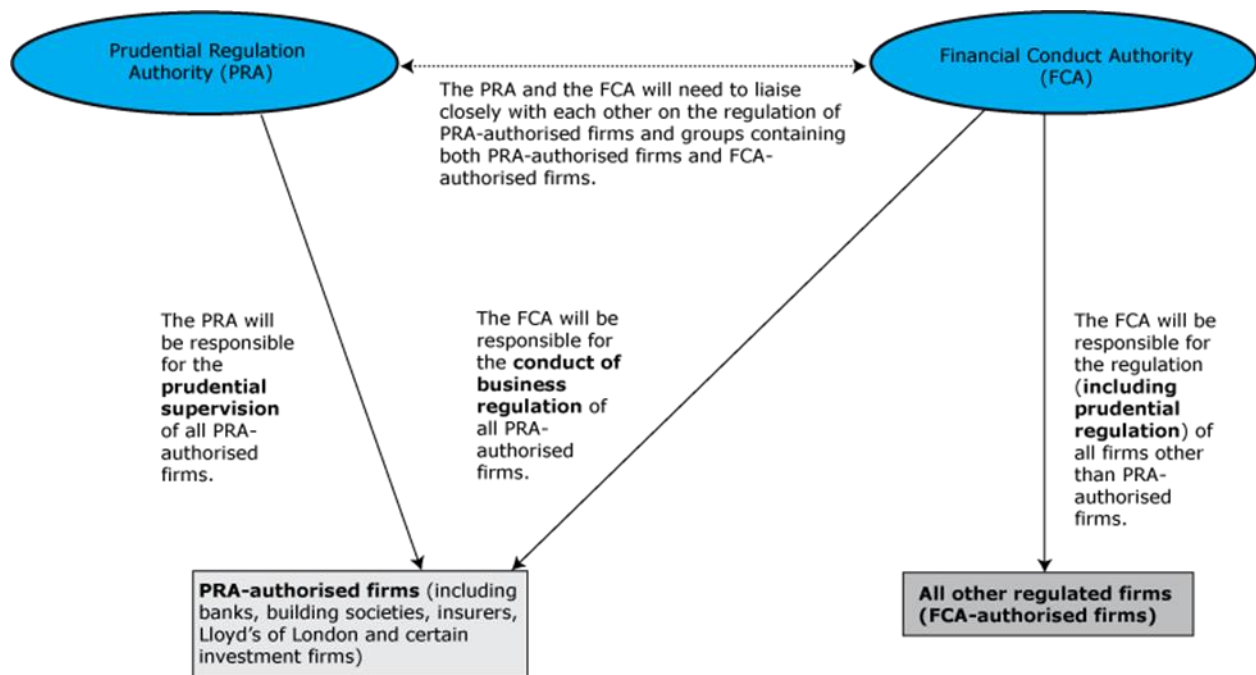 Prudential Regulation
Authority (PRA)
Financial Conduct Authority
(FCA)
The PRA and the FCA will need to liaise
closely with each other on the regulation of
PRA-authorised firms and groups containing
both PRA-authorised firms and FCA-
authorised firms.
The PRA will
be responsible
for the
prudential
supervision
of all PRA-
authorised
firms.
The FCA will be
responsible for
the conduct of
business
regulation of
all PRA-
authorised
firms.
The FCA will be
responsible for
the regulation
(including
prudential
regulation) of
all firms other
than PRA-
authorised
firms.
PRA-authorised firms (including
banks, building societies, insurers,
Lloyd's of London and certain
investment firms)
All other regulated firms
(FCA-authorised firms)